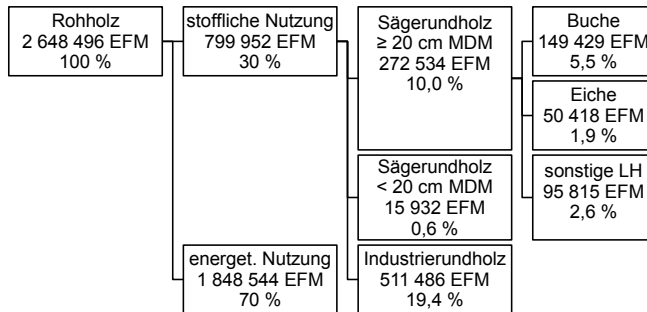 Rohholz
2 648 496 EFM
100 %
stoffliche Nutzung
799 952 EFM
30 %
energet. Nutzung
1 848 544 EFM
70 %
Sägerundholz
≥ 20 cm MDM
272 534 EFM
10,0 %
Sägerundholz
< 20 cm MDM
15 932 EFM
0,6 %
Industrierundholz
511 486 EFM
19,4 %
Buche
149 429 EFM
5,5 %
Eiche
50 418 EFM
1,9 %
sonstige LH
95 815 EFM
2,6 %